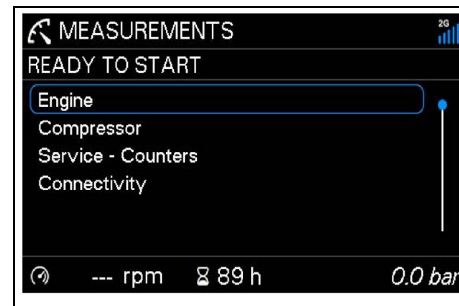 MEASUREMENTS
2G
READY TO START
Engine
Compressor
Service - Counters
Connectivity
--- rpm 89 h 0.0 bar